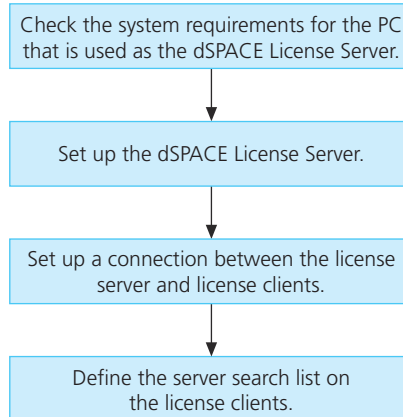 Check the system requirements for the PC
that is used as the dSPACE License Server.
Set up the dSPACE License Server.
Set up a connection between the license
server and license clients.
Define the server search list on
the license clients.